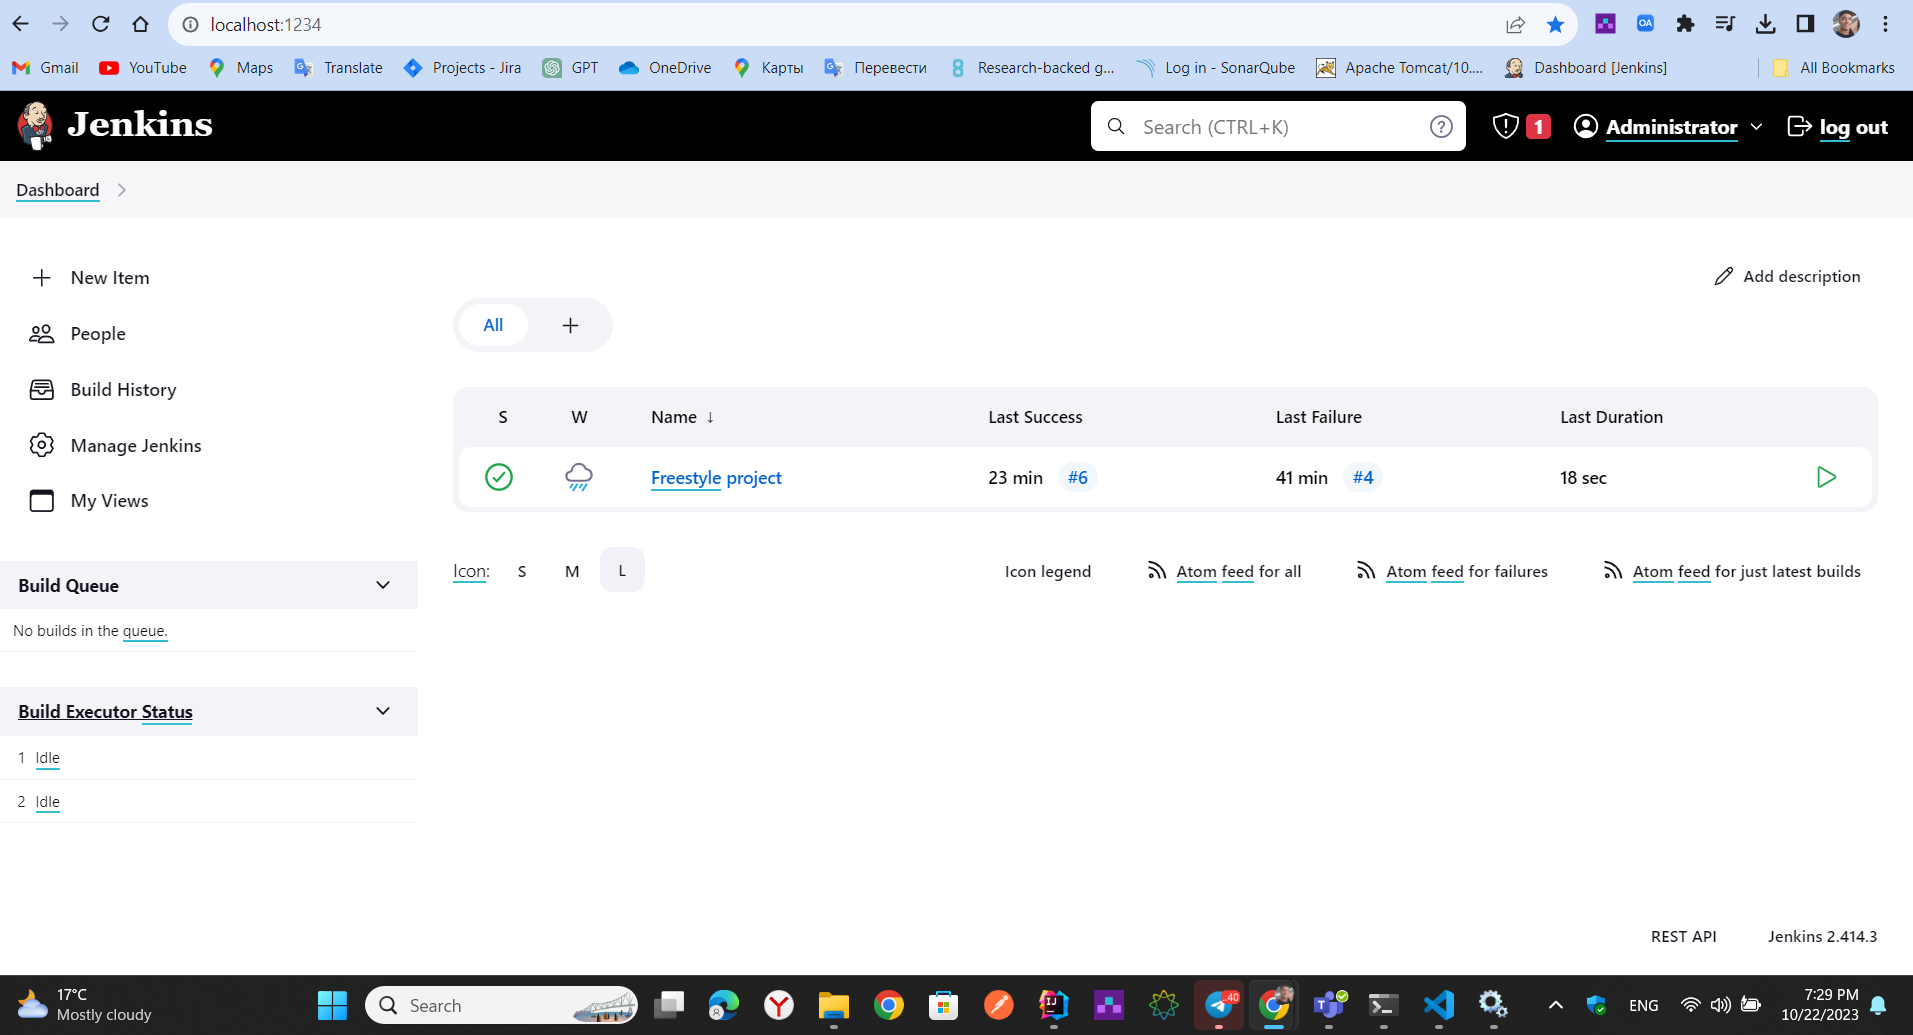 localhost:1234
OA
Gmail YouTube Maps Translate Projects - Jira GPT OneDrive Карты Перевести Research-backed g... Log in - SonarQube Apache Tomcat/10.... Dashboard [Jenkins] All Bookmarks
Jenkins
Search (CTRL+K) ?
1
Administrator
log out
Dashboard
New Item
People
Build History
Manage Jenkins
My Views
Build Queue
No builds in the queue.
Build Executor Status
1 Idle
2 Idle
Add description
All +
S W Name ↓ Last Success Last Failure Last Duration
Freestyle project 23 min #6 41 min #4 18 sec
Icon: S M L
Icon legend Atom feed for all Atom feed for failures Atom feed for just latest builds
REST API Jenkins 2.414.3
17°C
Mostly cloudy
Search
40
ENG
7:29 PM
10/22/2023